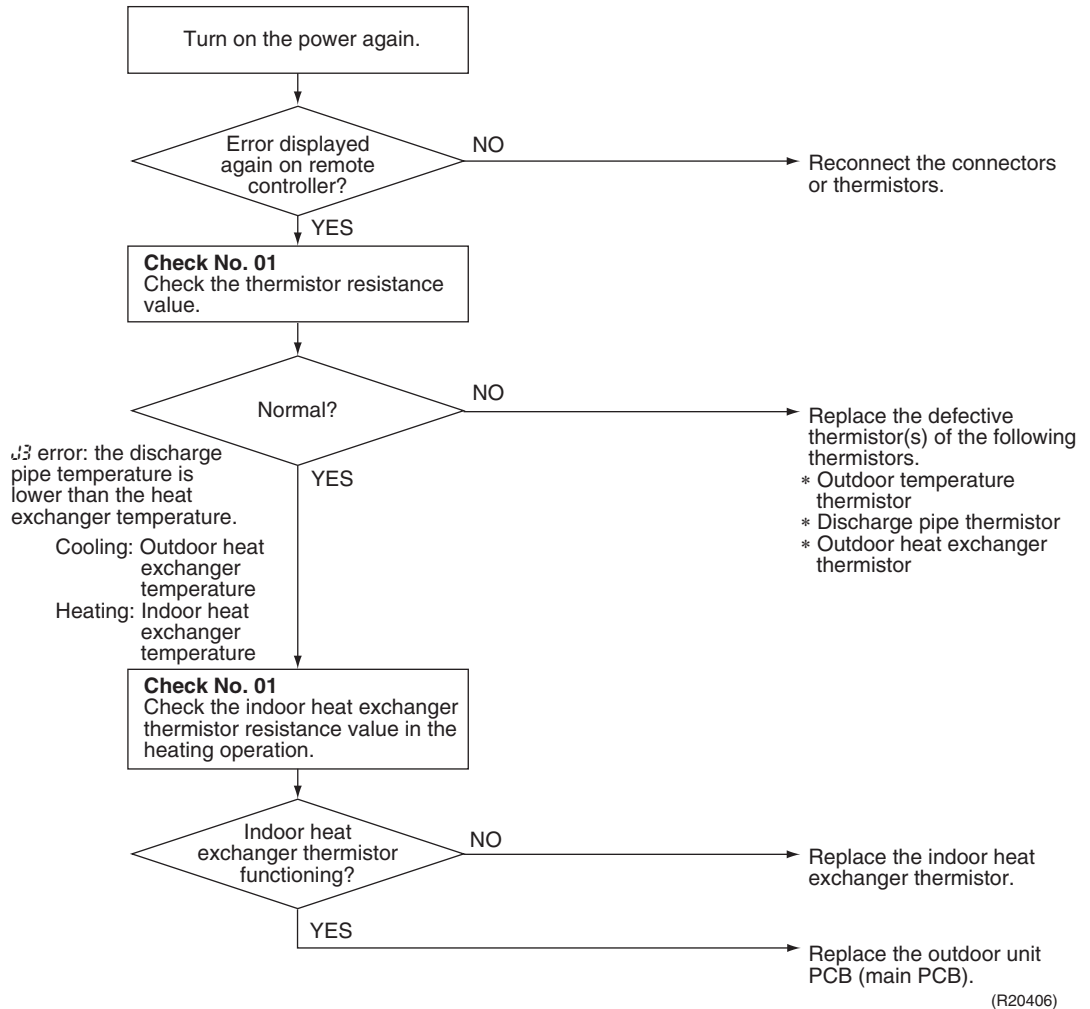 Turn on the power again.
Error displayed
again on remote
controller?
NO
Reconnect the connectors
or thermistors.
YES
Check No. 01
Check the thermistor resistance
value.
Normal?
NO
Replace the defective
thermistor(s) of the following
thermistors.
* Outdoor temperature
thermistor
* Discharge pipe thermistor
* Outdoor heat exchanger
thermistor
YES
J3 error: the discharge
pipe temperature is
lower than the heat
exchanger temperature.
Cooling: Outdoor heat
exchanger
temperature
Heating: Indoor heat
exchanger
temperature
Check No. 01
Check the indoor heat exchanger
thermistor resistance value in the
heating operation.
Indoor heat
exchanger thermistor
functioning?
NO
Replace the indoor heat
exchanger thermistor.
YES
Replace the outdoor unit
PCB (main PCB).
(R20406)